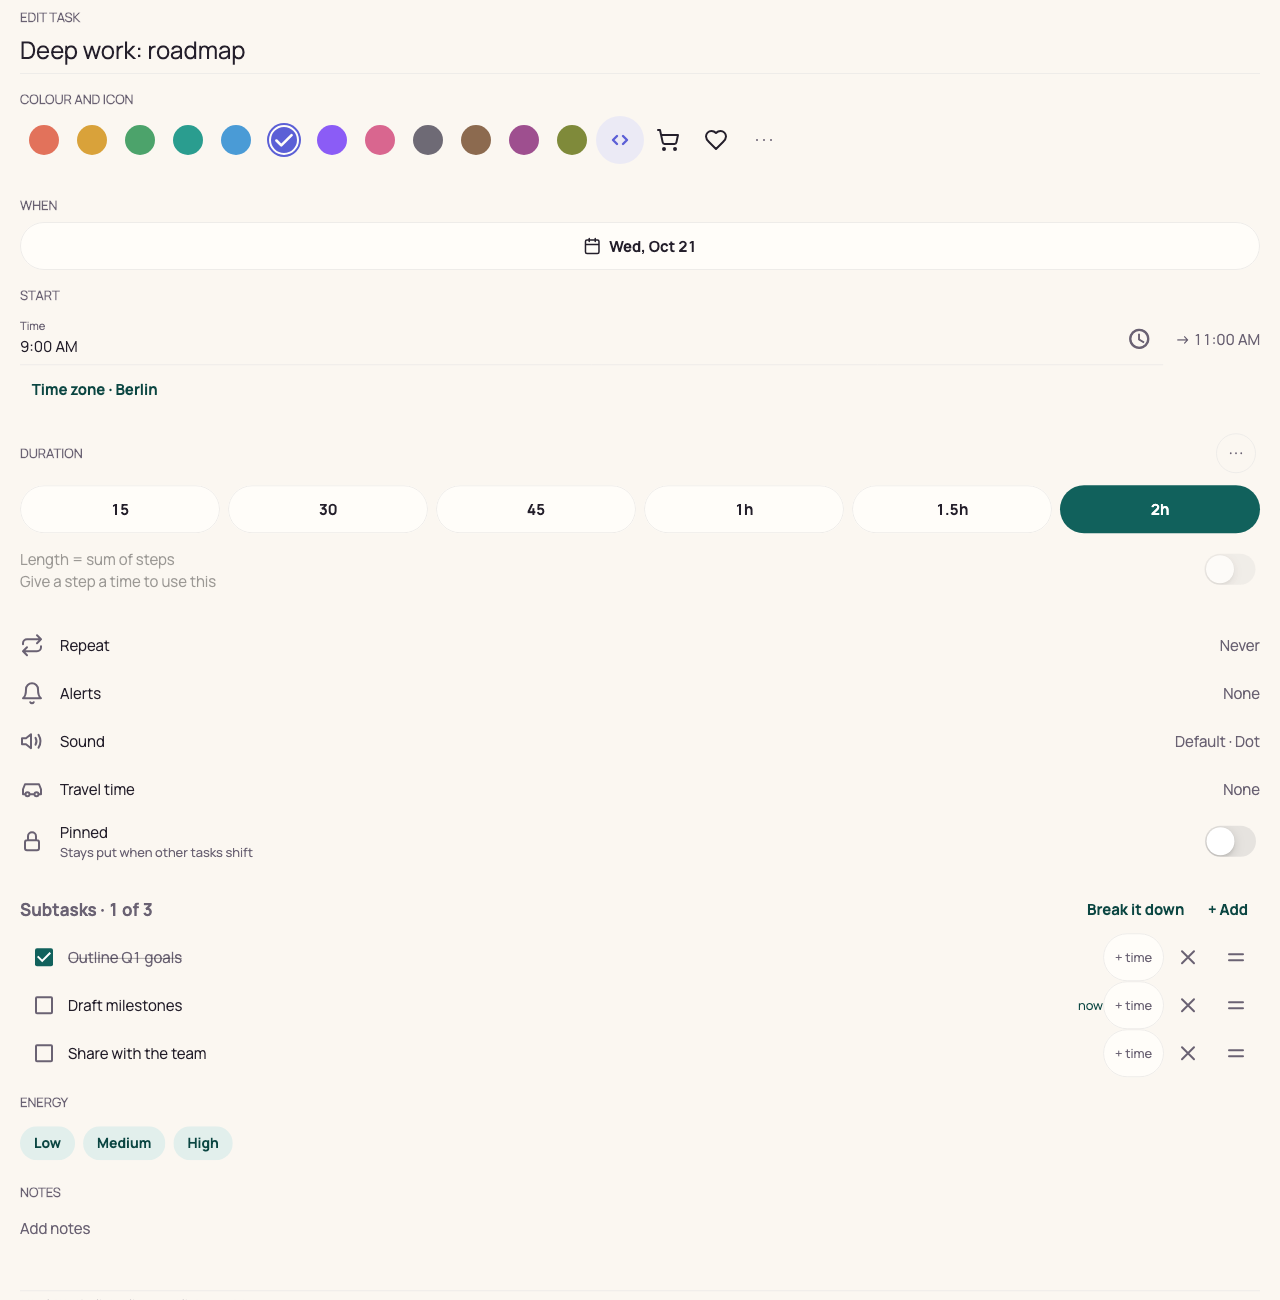 EDIT TASK
Deep work: roadmap
COLOUR AND ICON
WHEN
Wed, Oct 21
START
Time
9:00 AM
→ 11:00 AM
Time zone · Berlin
DURATION
15 30 45 1h 1.5h 2h
Length = sum of steps
Give a step a time to use this
Repeat Never
Alerts None
Sound Default · Dot
Travel time None
Pinned
Stays put when other tasks shift
Subtasks · 1 of 3 Break it down + Add
Outline Q1 goals + time
Draft milestones now + time
Share with the team + time
ENERGY
Low Medium High
NOTES
Add notes